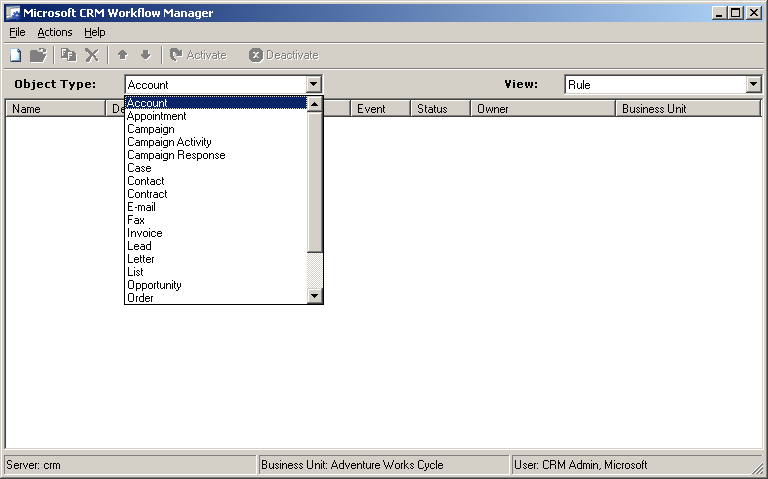 Microsoft CRM Workflow Manager
File Actions Help
Activate Deactivate
Object Type: Account View: Rule
Name De Event Status Owner Business Unit
Account
Appointment
Campaign
Campaign Activity
Campaign Response
Case
Contact
Contract
E-mail
Fax
Invoice
Lead
Letter
List
Opportunity
Order
Server: crm Business Unit: Adventure Works Cycle User: CRM Admin, Microsoft